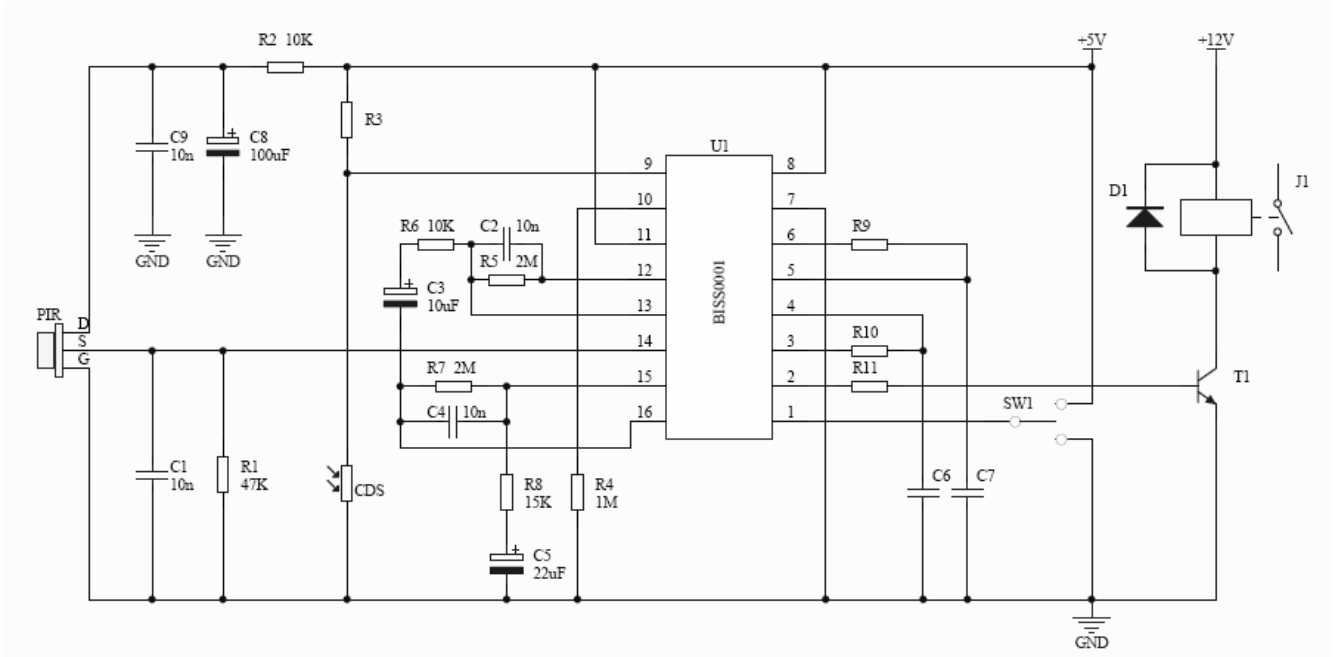 R2 10K
+5V
+12V
R3
C9
10n
C8
100uF
U1
9
8
D1
J1
10
7
R6 10K
C2
10n
R9
11
6
GND
GND
R5
2M
12
5
C3
10uF
BISS0001
13
4
PIR
D
S
G
14
3
R10
R7 2M
15
2
R11
T1
C4
10n
16
1
SW1
C1
10n
R1
47K
CDS
R8
15K
R4
1M
C6
C7
C5
22uF
GND